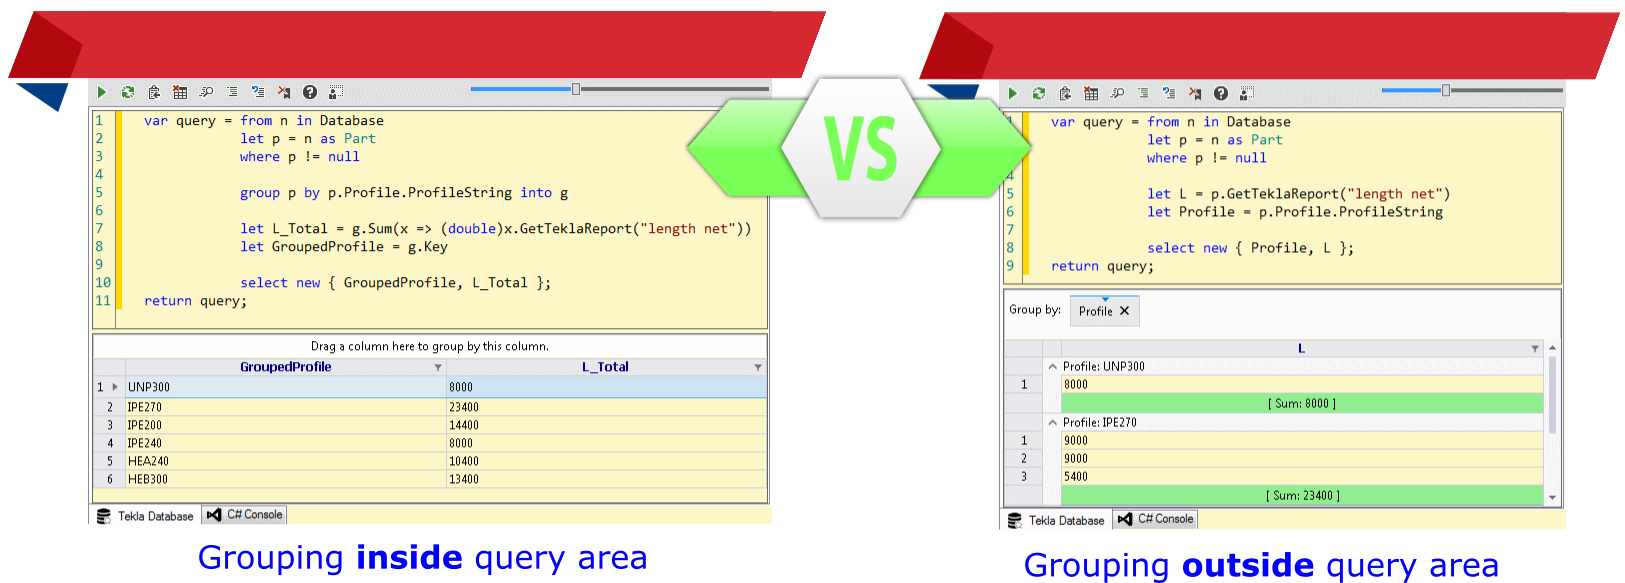 1 var query = from n in Database
2 let p = n as Part
3 where p != null
4
5 group p by p.Profile.ProfileString into g
6
7 let L_Total = g.Sum(x => (double)x.GetTeklaReport("length net"))
8 let GroupedProfile = g.Key
9
10 select new { GroupedProfile, L_Total };
11 return query;
Drag a column here to group by this column.
GroupedProfile L_Total
1 UNP300 8000
2 IPE270 23400
3 IPE200 14400
4 IPE240 8000
5 HEA240 10400
6 HEB300 13400
Tekla Database C# Console
Grouping inside query area
VS
var query = from n in Database
let p = n as Part
where p != null
4
5 let L = p.GetTeklaReport("length net")
6 let Profile = p.Profile.ProfileString
7
8 select new { Profile, L };
9 return query;
Group by: Profile
L
Profile: UNP300
1 8000
[ Sum: 8000 ]
Profile: IPE270
1 9000
2 9000
3 5400
[ Sum: 23400 ]
Tekla Database C# Console
Grouping outside query area